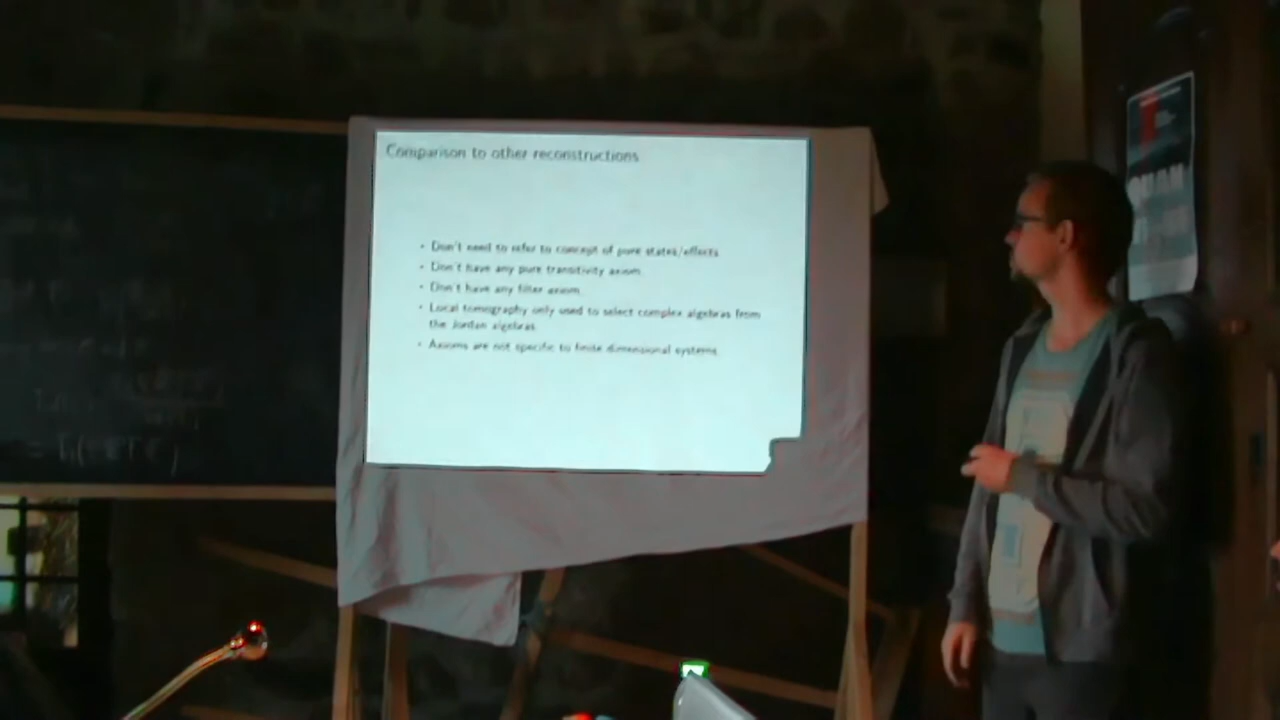 Comparison to other reconstructions
• Don't need to refer to concept of pure states/effects
• Don't have any pure transitivity axiom
• Don't have any filter axiom
• Local tomography only used to select complex algebras from
the Jordan algebras
• Axioms are not specific to finite dimensional systems